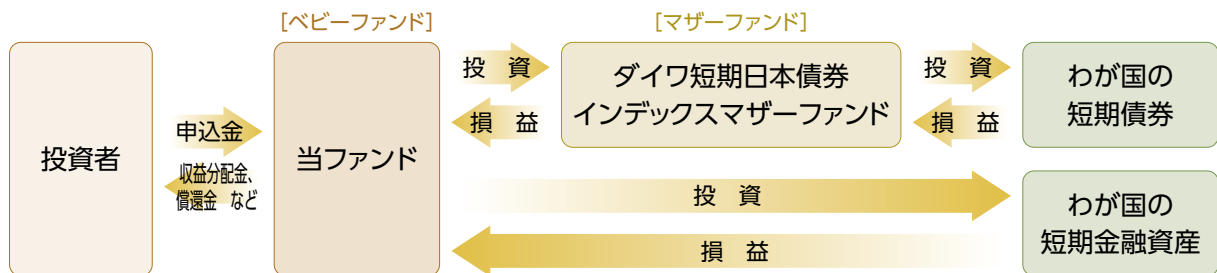 [ベビーファンド]
[マザーファンド]
投資者
申込金
収益分配金、
償還金 など
当ファンド
投 資
損 益
ダイワ短期日本債券
インデックスマザーファンド
投 資
損 益
わが国の
短期債券
投 資
損 益
わが国の
短期金融資産